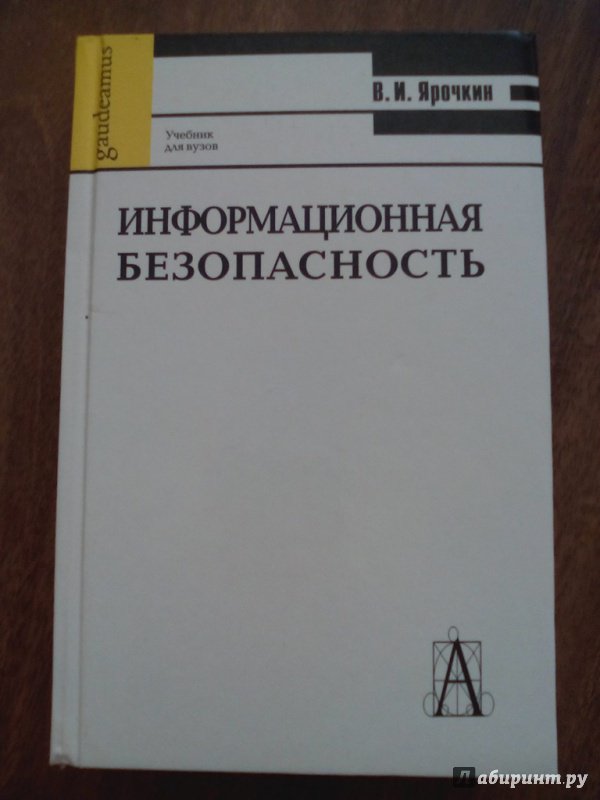 gaudeamus
В. И. Ярочкин
Учебник
для вузов
ИНФОРМАЦИОННАЯ
БЕЗОПАСНОСТЬ
А
Лабиринт.ру